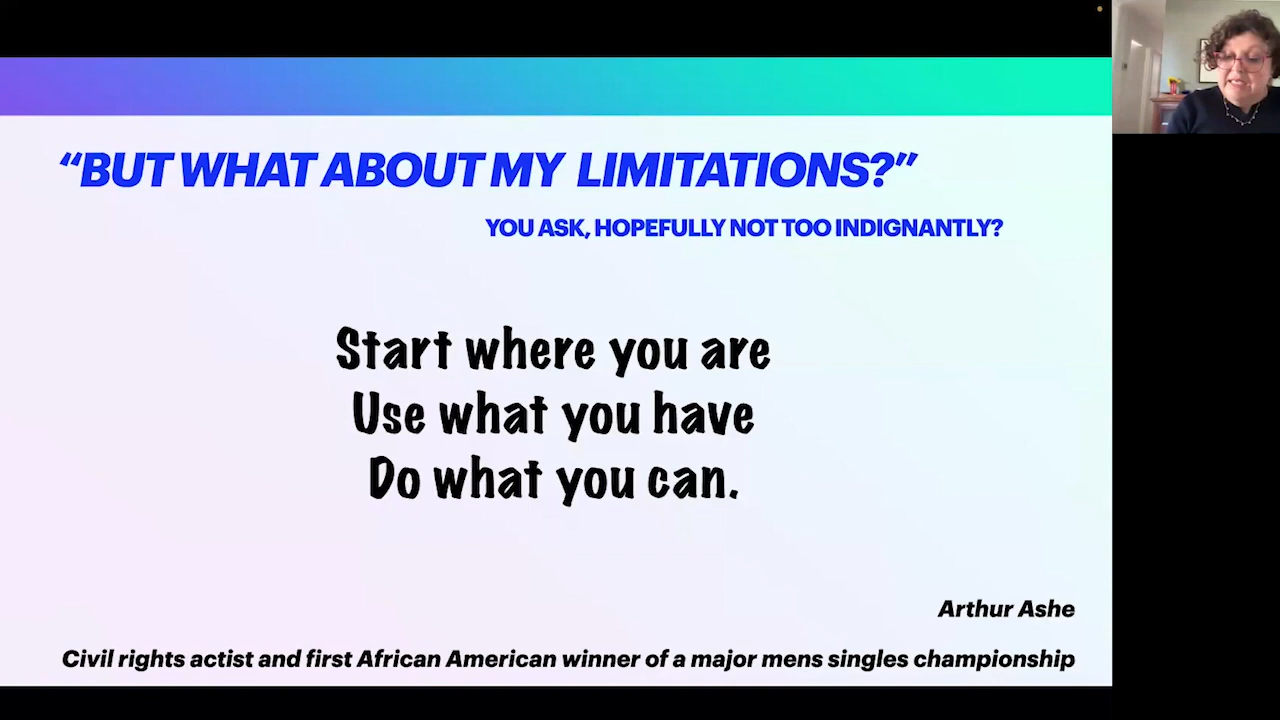 “BUT WHAT ABOUT MY LIMITATIONS?”
YOU ASK, HOPEFULLY NOT TOO INDIGNANTLY?
Start where you are
Use what you have
Do what you can.
Arthur Ashe
Civil rights actist and first African American winner of a major mens singles championship